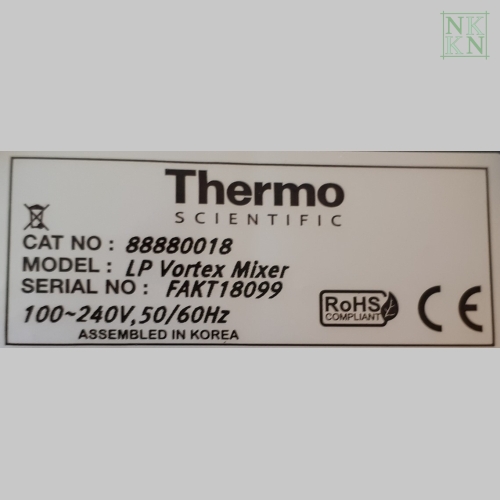 NK
KN
Thermo
SCIENTIFIC
CAT NO : 88880018
MODEL : LP Vortex Mixer
SERIAL NO : FAKT18099
100~240V,50/60Hz
ASSEMBLED IN KOREA
RoHS
COMPLIANT
CE